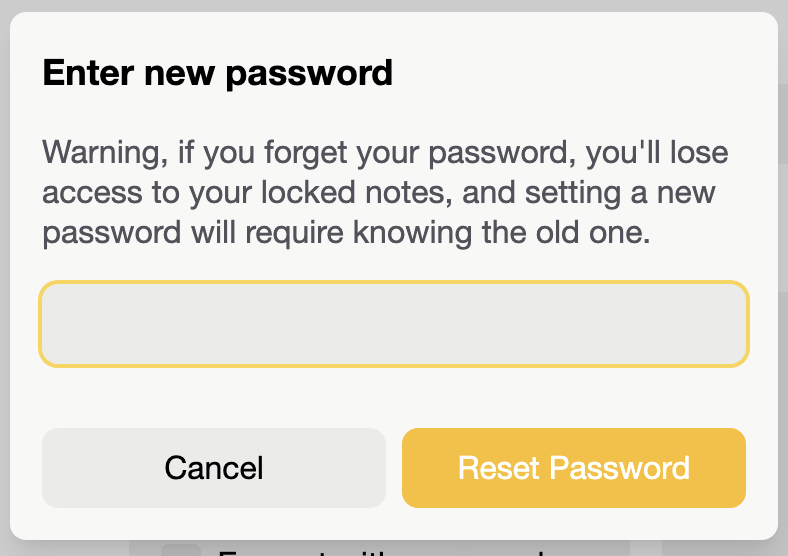 Enter new password
Warning, if you forget your password, you'll lose
access to your locked notes, and setting a new
password will require knowing the old one.
Cancel
Reset Password